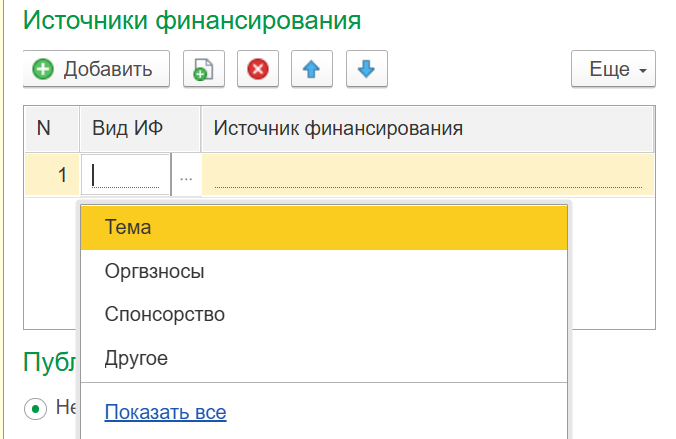 Источники финансирования
Добавить Еще
N Вид ИФ Источник финансирования
1 ...
Тема
Оргвзносы
Спонсорство
Другое
Показать все